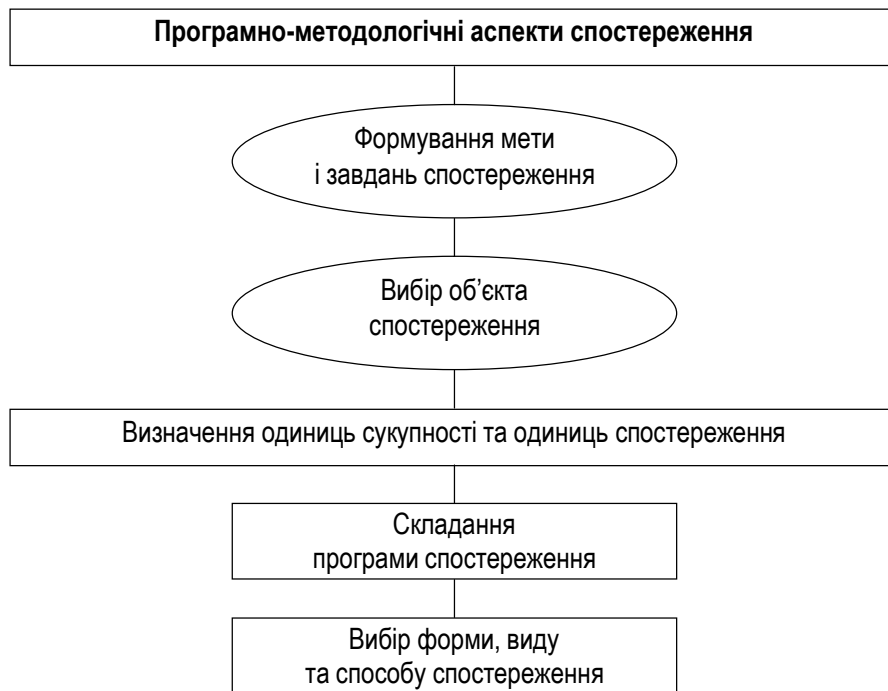 Програмно-методологічні аспекти спостереження
Формування мети
і завдань спостереження
Вибір об’єкта
спостереження
Визначення одиниць сукупності та одиниць спостереження
Складання
програми спостереження
Вибір форми, виду
та способу спостереження